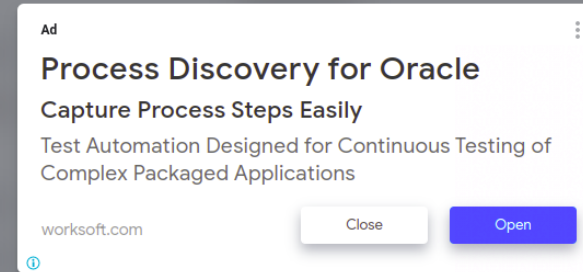 Ad
Process Discovery for Oracle
Capture Process Steps Easily
Test Automation Designed for Continuous Testing of
Complex Packaged Applications
worksoft.com
Close
Open